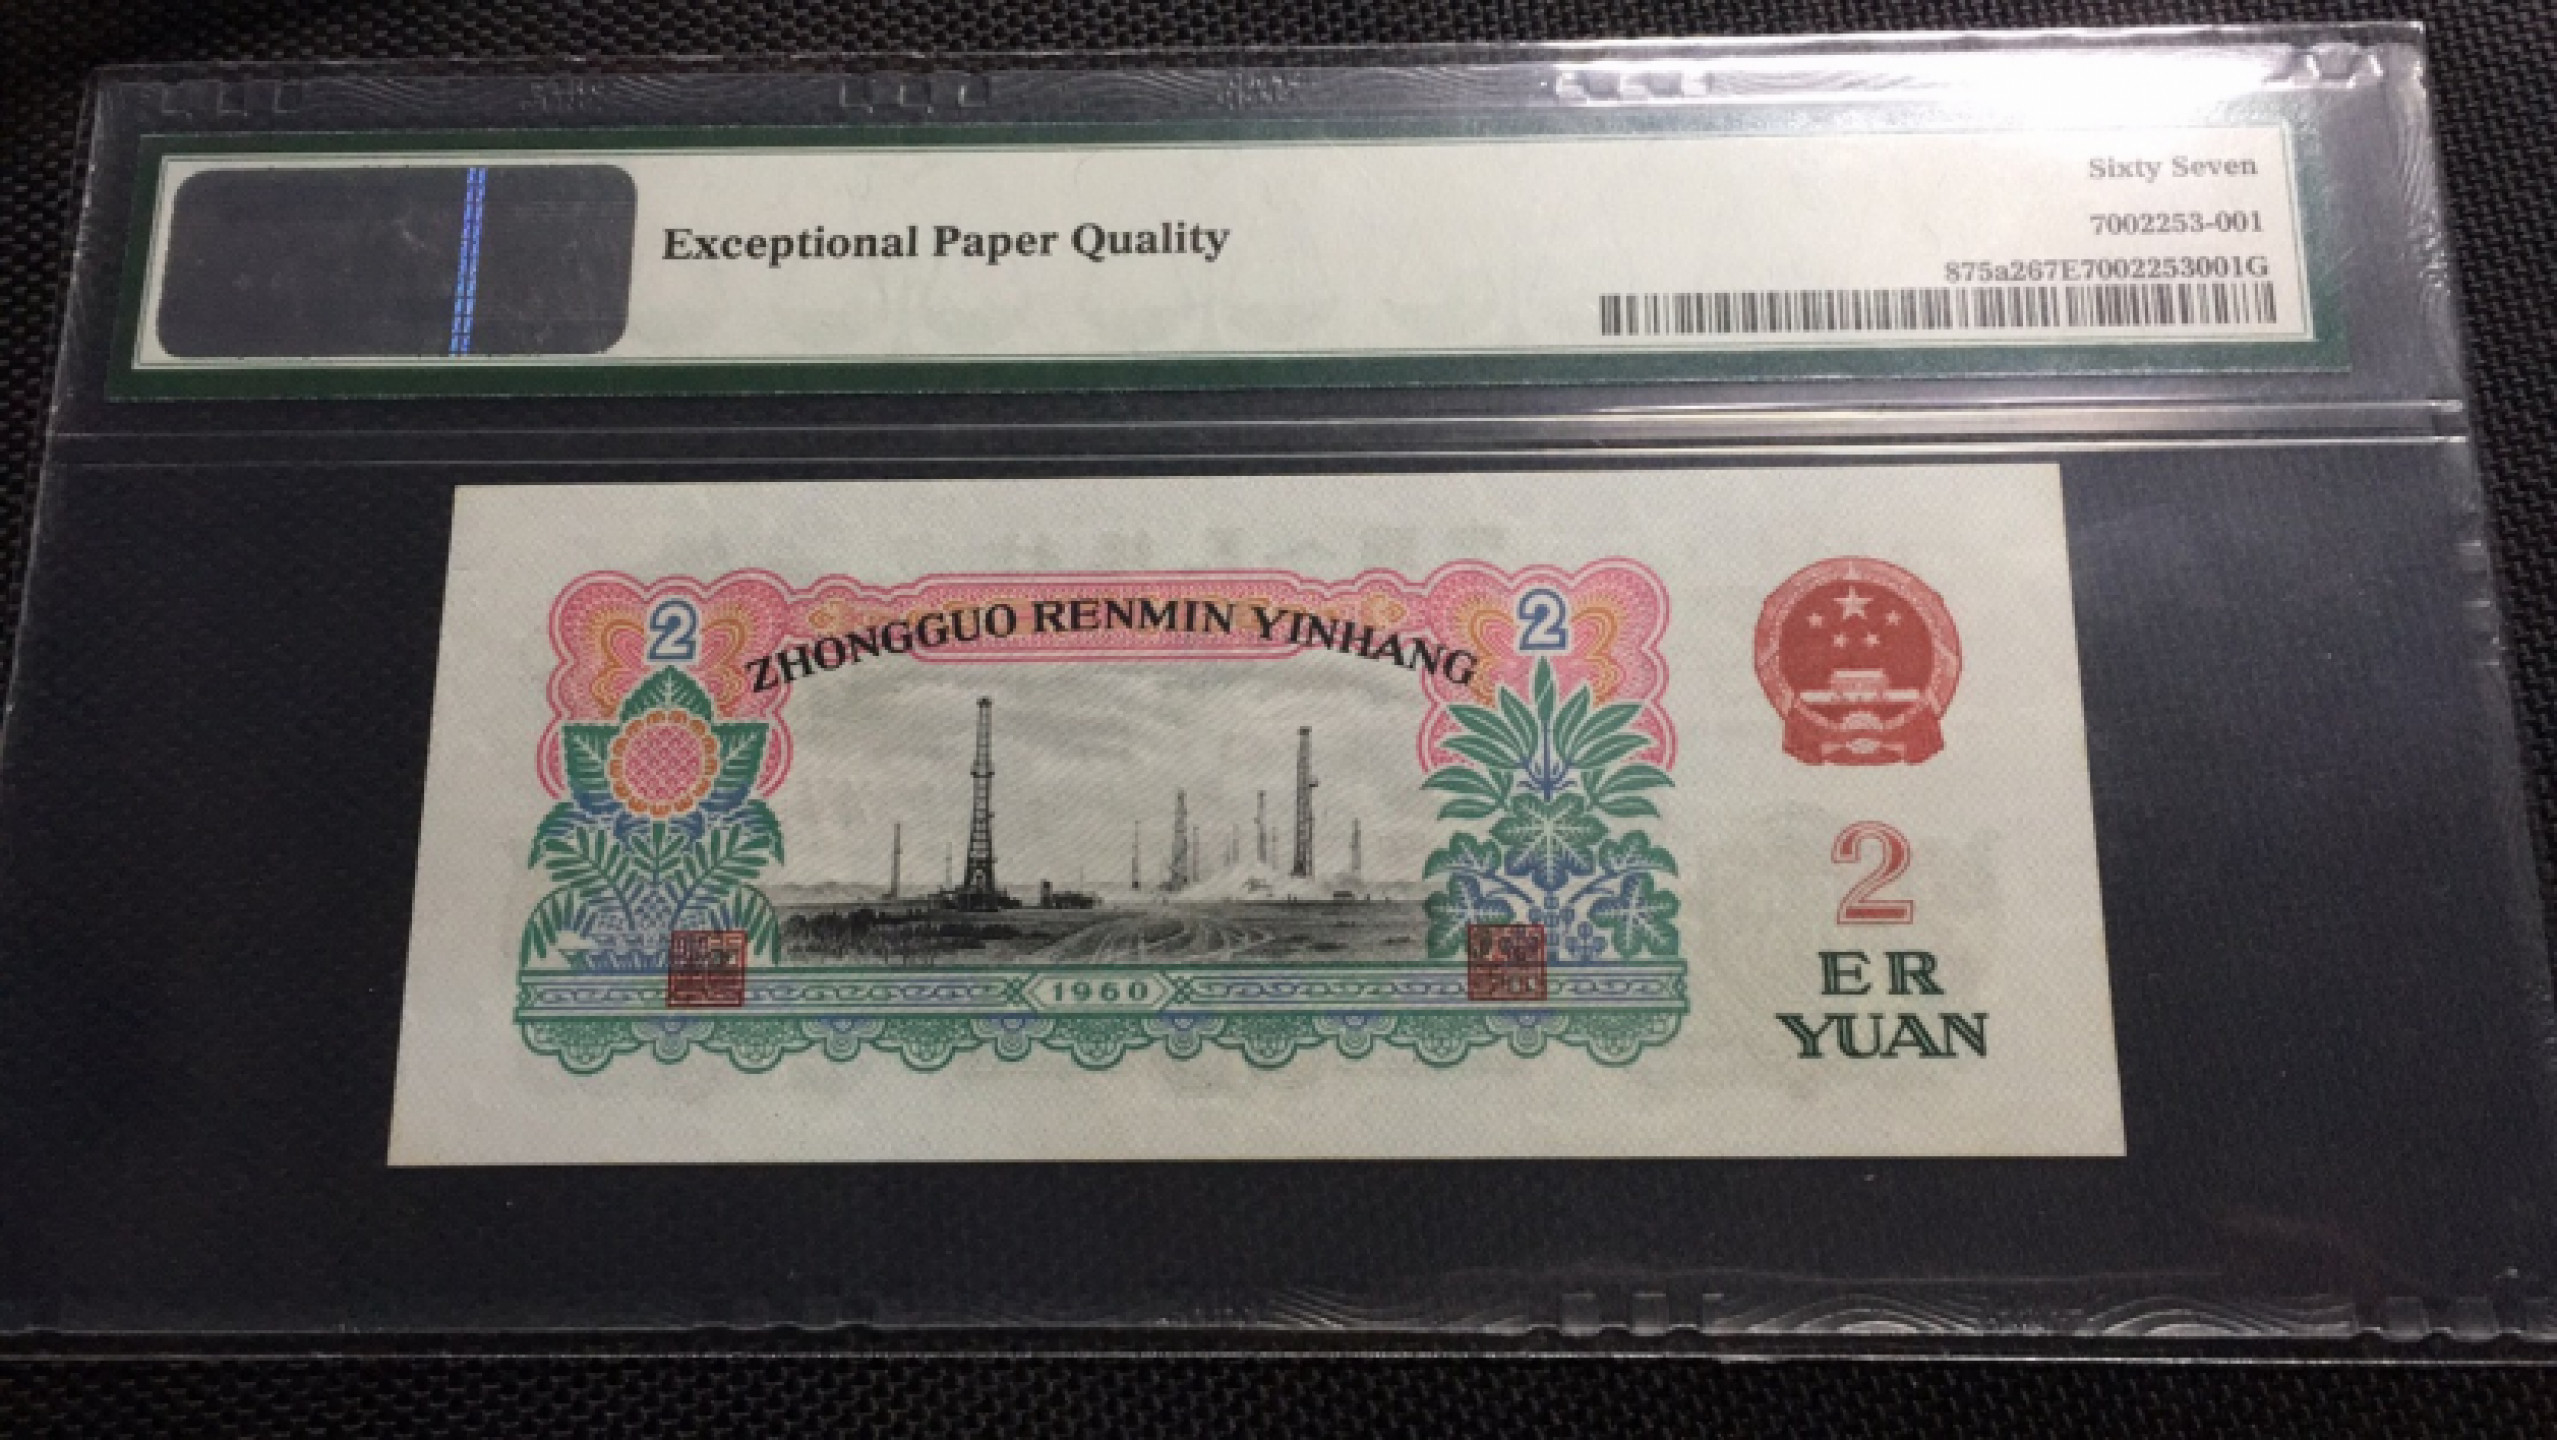 Sixty Seven
Exceptional Paper Quality
7002253-001
875a267E7002253001G
2
ZHONGGUO RENMIN YINHANG
2
2
1960
ER
YUAN